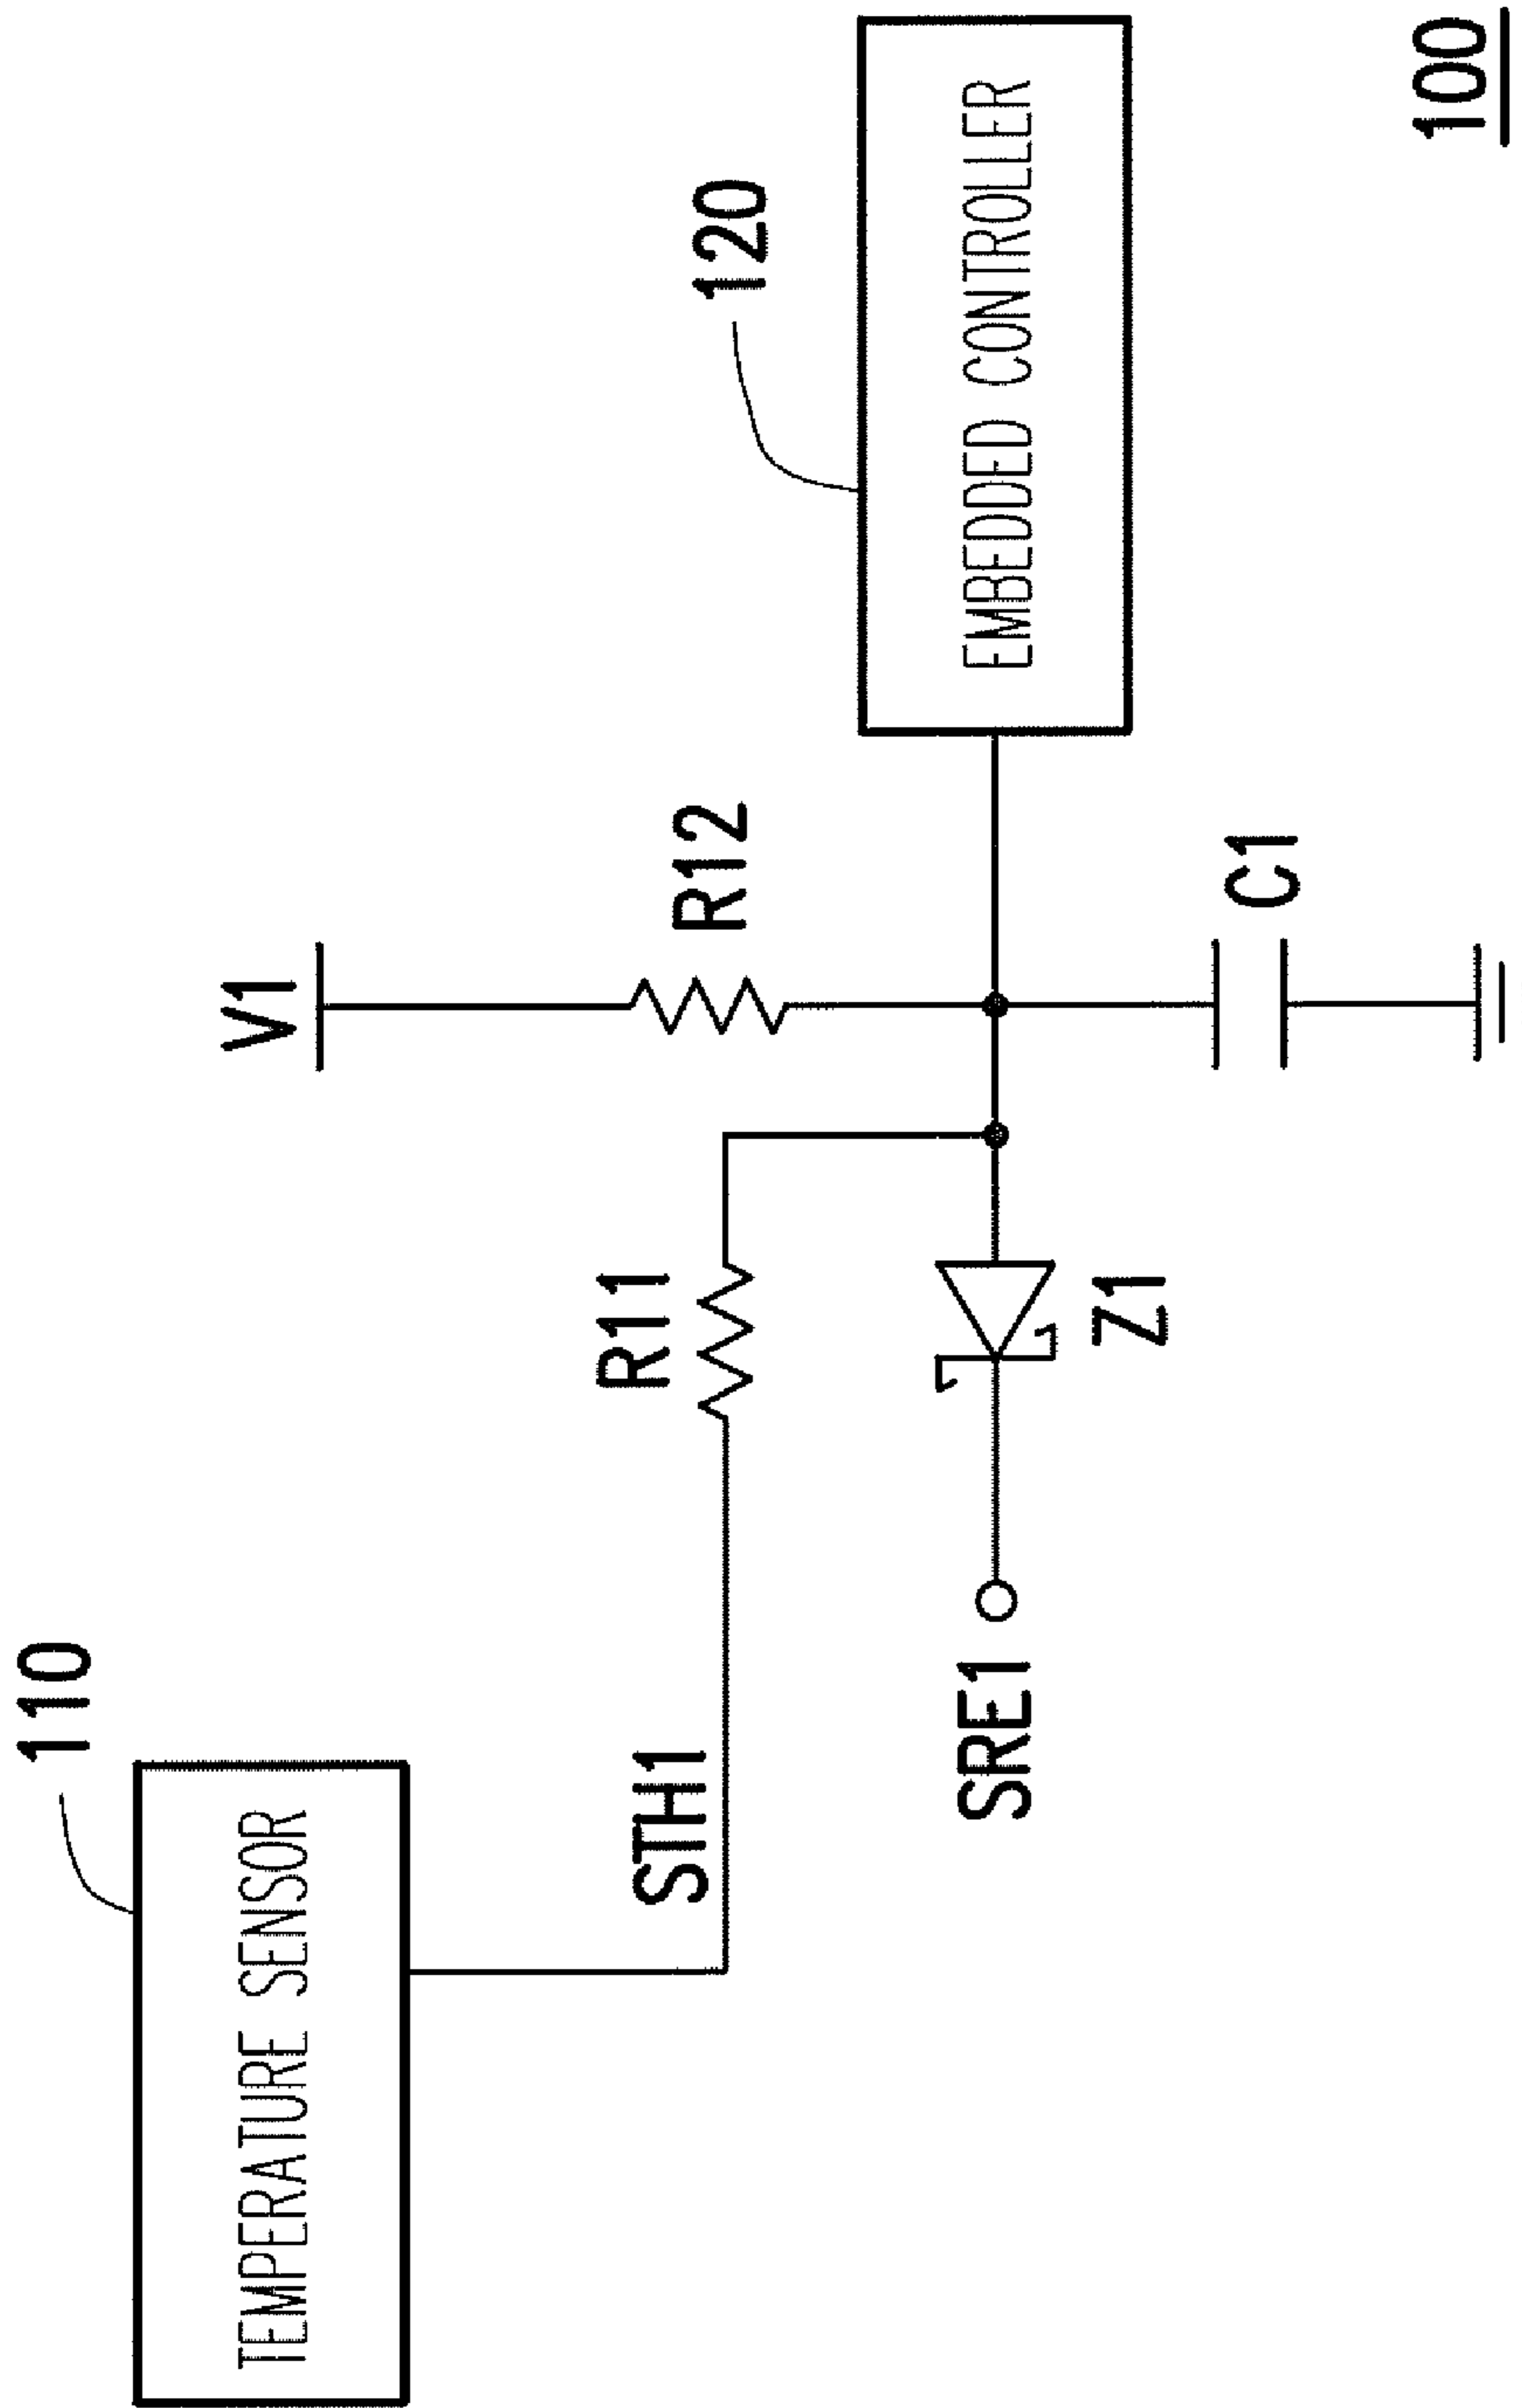 110
TEMPERATURE SENSOR
V1
STH1
R11
R12
120
SRE1
Z1
EMBEDDED CONTROLLER
C1
100